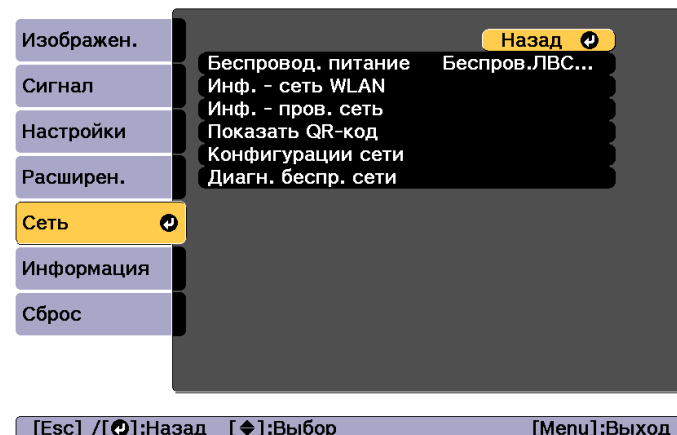 Изображен.
Сигнал
Настройки
Расширен.
Сеть
Информация
Сброс
Назад
Беспровод. питание Беспров.ЛВС...
Инф. - сеть WLAN
Инф. - пров. сеть
Показать QR-код
Конфигурации сети
Диагн. беспр. сети
[Esc] /[]:Назад []:Выбор [Menu]:Выход